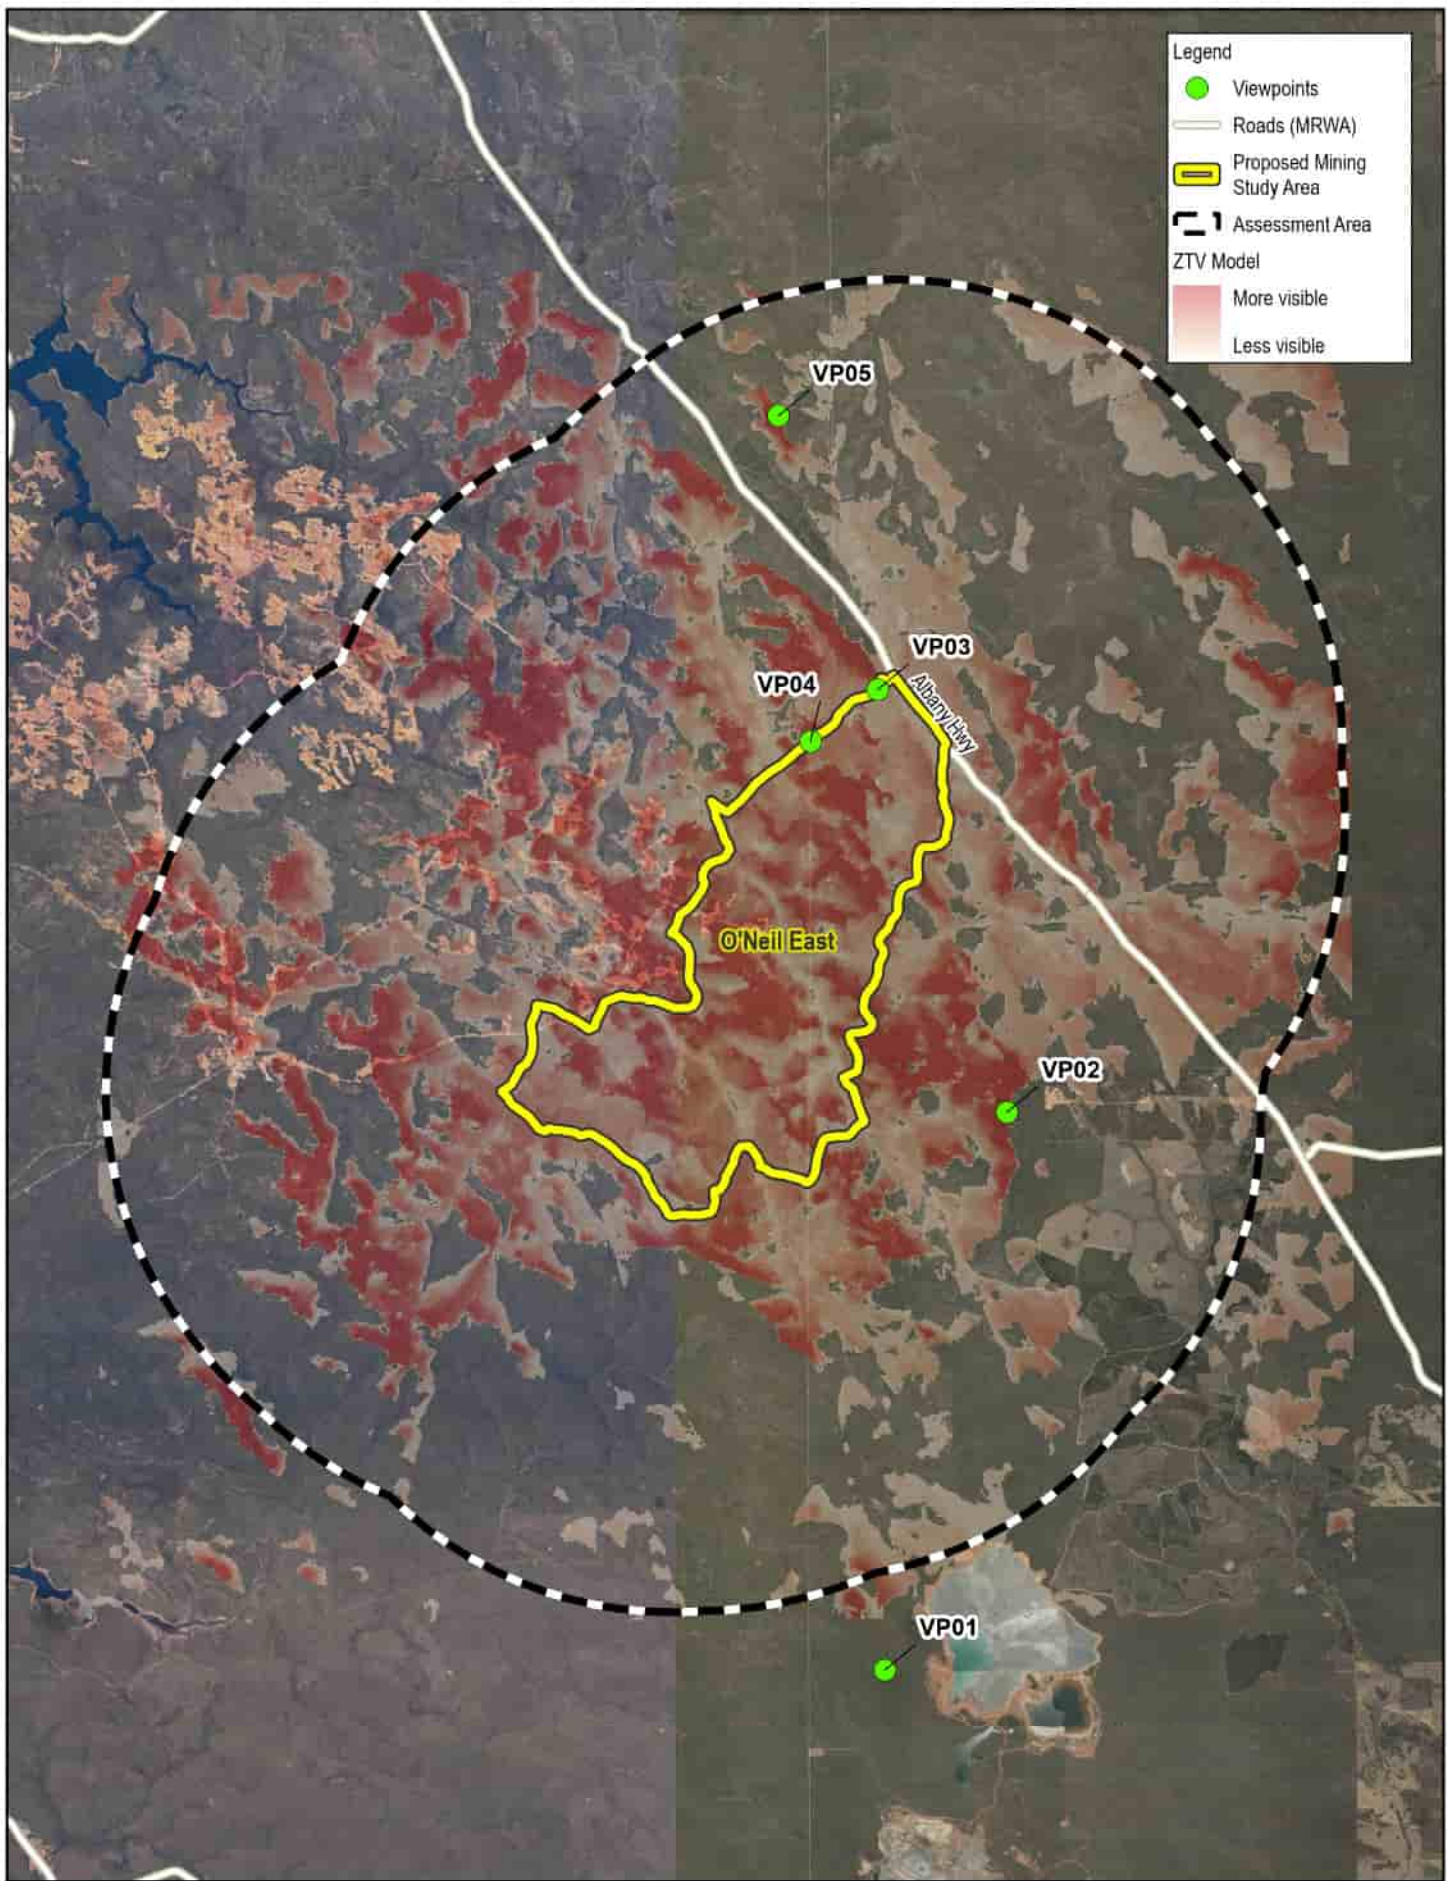 Legend
Viewpoints
Roads (MRWA)
Proposed Mining
Study Area
Assessment Area
ZTV Model
More visible
Less visible
VP05
VP03
VP04
Albany Hwy
O'Neil East
VP02
VP01